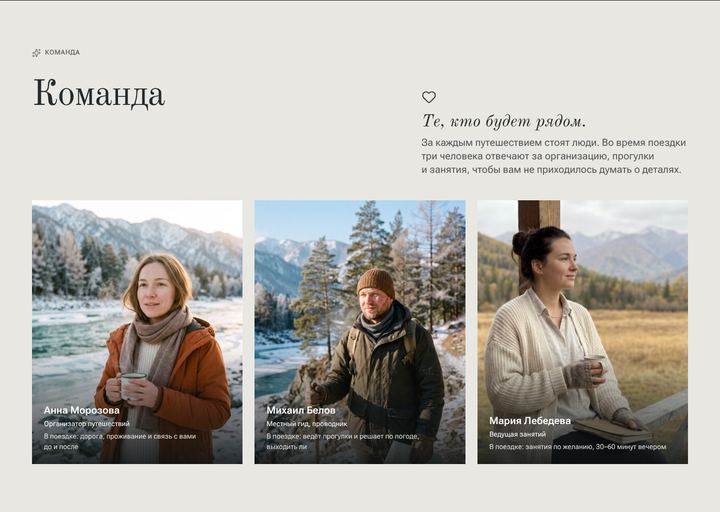 КОМАНДА
Команда
Те, кто будет рядом.
За каждым путешествием стоят люди. Во время поездки
три человека отвечают за организацию, прогулки
и занятия, чтобы вам не приходилось думать о деталях.
Анна Морозова
Организатор путешествий
В поездке: дорога, проживание и связь с вами
до и после
Михаил Белов
Местный гид, проводник
В поездке: ведёт прогулки и решает по погоде,
выходить ли
Мария Лебедева
Ведущая занятий
В поездке: занятия по желанию, 30–60 минут вечером